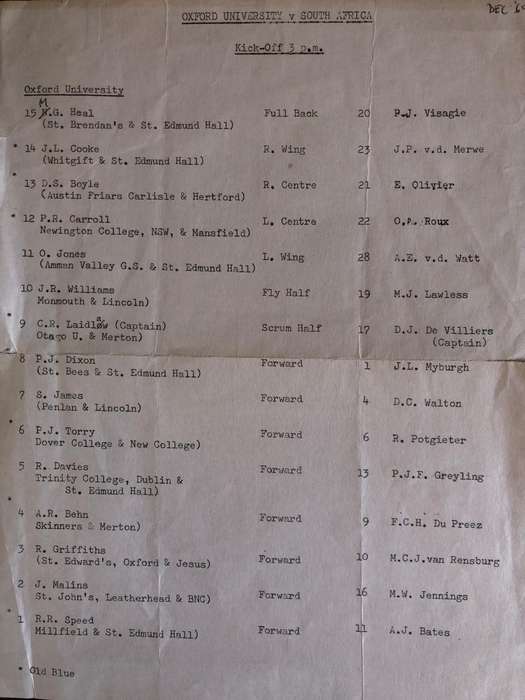 DEC '69
OXFORD UNIVERSITY v SOUTH AFRICA
Kick-Off 3 p.m.
Oxford University
M
15 K.G. Heal Full Back 20 P.J. Visagie
(St. Brendan's & St. Edmund Hall)
* 14 J.L. Cooke R. Wing 23 J.P. v.d. Merwe
(Whitgift & St. Edmund Hall)
* 13 D.S. Boyle R. Centre 21 E. Olivier
(Austin Friars Carlisle & Hertford)
* 12 P.R. Carroll L. Centre 22 O.A. Roux
Newington College, NSW, & Mansfield)
11 O. Jones L. Wing 28 A.E. v.d. Watt
(Amman Valley G.S. & St. Edmund Hall)
10 J.R. Williams Fly Half 19 M.J. Lawless
Monmouth & Lincoln)
* 9 C.R. Laidlaw (Captain) Scrum Half 17 D.J. De Villiers
Otago U. & Merton) (Captain)
8 P.J. Dixon Forward 1 J.L. Myburgh
(St. Bees & St. Edmund Hall)
7 S. James Forward 4 D.C. Walton
(Penlan & Lincoln)
* 6 P.J. Torry Forward 6 R. Potgieter
Dover College & New College)
5 R. Davies Forward 13 P.J.F. Greyling
Trinity College, Dublin &
St. Edmund Hall)
* 4 A.R. Behn Forward 9 F.C.H. Du Preez
Skinners & Merton)
3 R. Griffiths Forward 10 M.C.J.van Rensburg
(St. Edward's, Oxford & Jesus)
2 J. Malins Forward 16 M.W. Jennings
St. John's, Leatherhead & BNC)
* 1 R.R. Speed Forward 11 A.J. Bates
Millfield & St. Edmund Hall)
* Old Blue